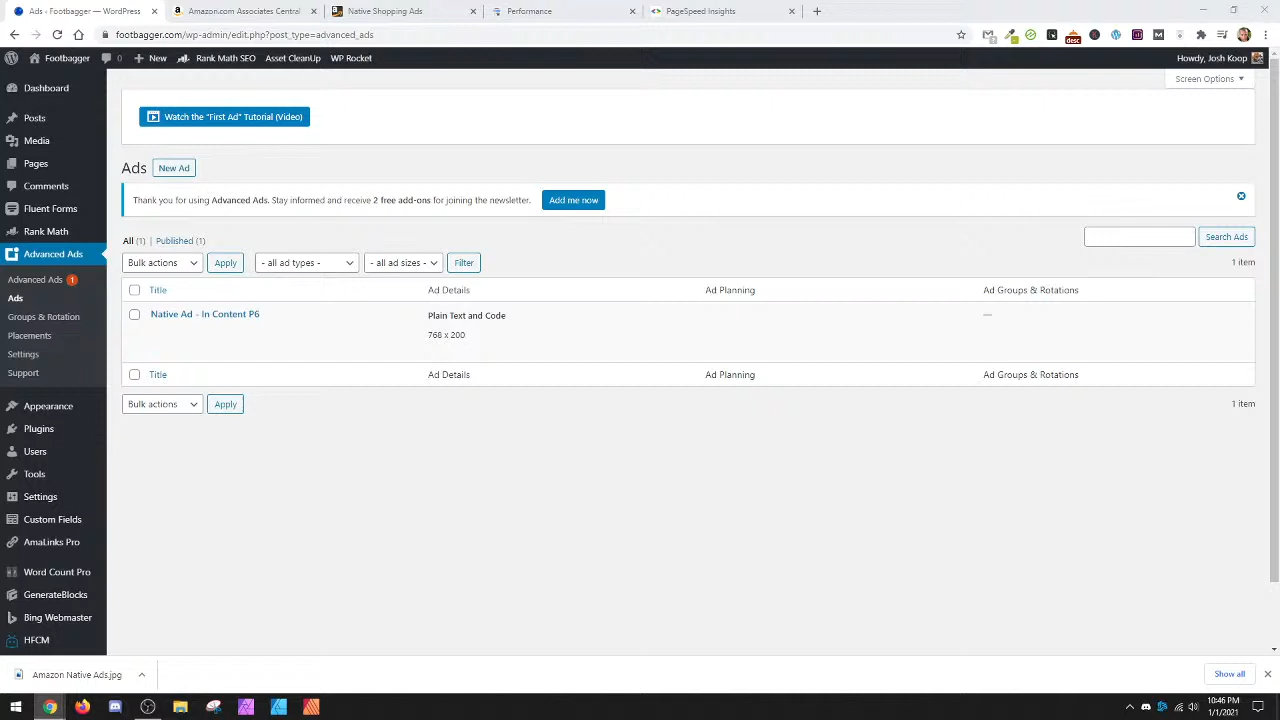 Ads ‹ Footbagger — WordPress
Amazon.com Associates Central
Native Shopping Ads
Performance
PageSpeed Insights
footbagger.com/wp-admin/edit.php?post_type=advanced_ads
Footbagger
0
New
Rank Math SEO
Asset CleanUp
WP Rocket
Howdy, Josh Koop
Screen Options
Dashboard
Posts
Media
Pages
Comments
Fluent Forms
Rank Math
Advanced Ads
Advanced Ads 1
Ads
Groups & Rotation
Placements
Settings
Support
Appearance
Plugins
Users
Tools
Settings
Custom Fields
AmaLinks Pro
Word Count Pro
GenerateBlocks
Bing Webmaster
HFCM
Watch the “First Ad” Tutorial (Video)
Ads
New Ad
Thank you for using Advanced Ads. Stay informed and receive 2 free add-ons for joining the newsletter.
Add me now
All (1) | Published (1)
Search Ads
Bulk actions
Apply
- all ad types -
- all ad sizes -
Filter
1 item
Title
Ad Details
Ad Planning
Ad Groups & Rotations
Native Ad - In Content P6
Plain Text and Code
—
768 x 200
Title
Ad Details
Ad Planning
Ad Groups & Rotations
Bulk actions
Apply
1 item
Amazon Native Ads.jpg
Show all
10:46 PM
1/1/2021